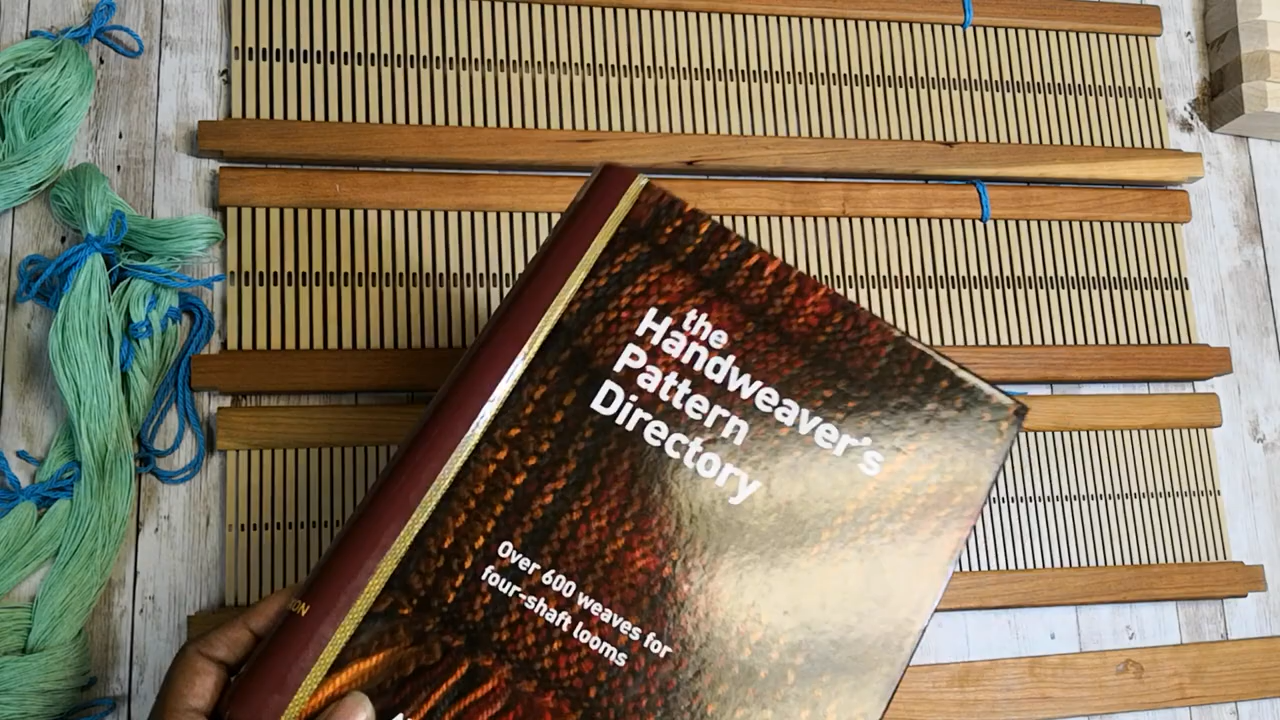 the
Handweaver's
Pattern
Directory
Over 600 weaves for
four-shaft looms